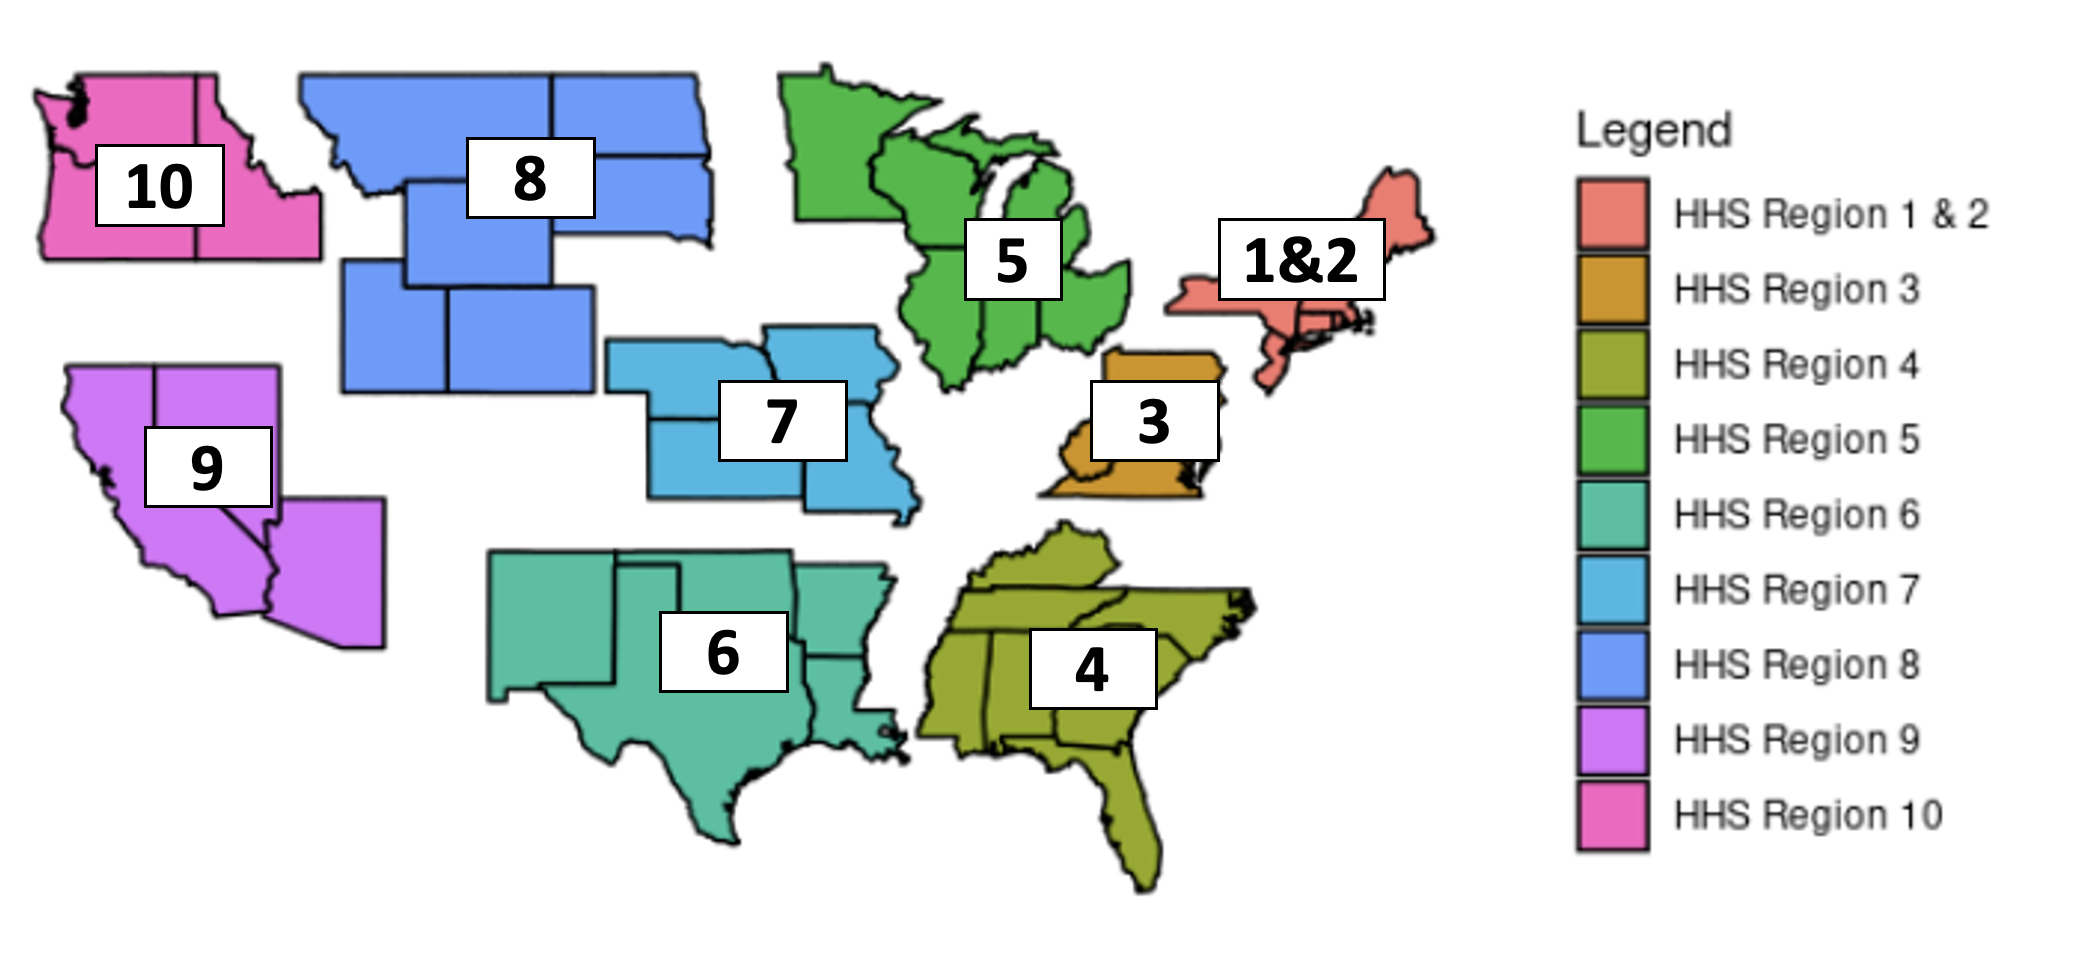 10
8
5
1&2
9
7
3
6
4
Legend
HHS Region 1 & 2
HHS Region 3
HHS Region 4
HHS Region 5
HHS Region 6
HHS Region 7
HHS Region 8
HHS Region 9
HHS Region 10